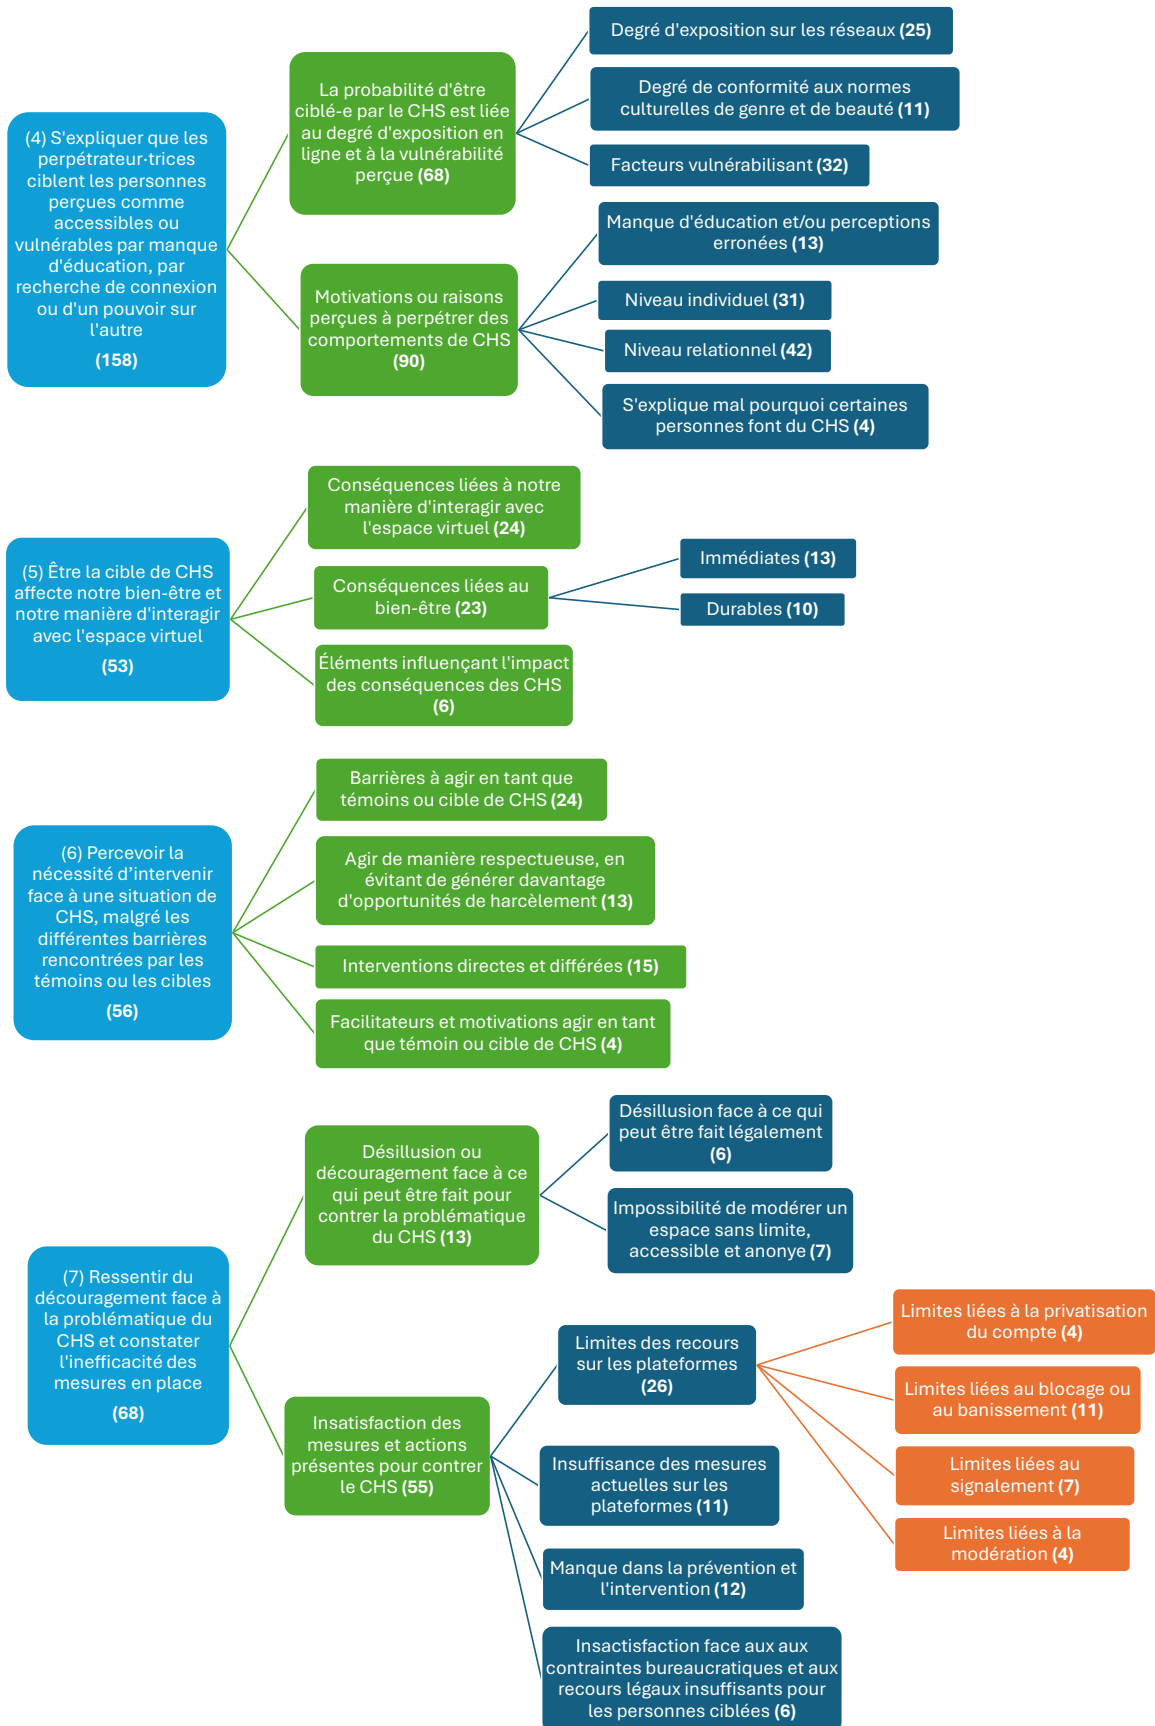 (4) S'expliquer que les
perpétrateur·trices
ciblent les personnes
perçues comme
accessibles ou
vulnérables par manque
d'éducation, par
recherche de connexion
ou d'un pouvoir sur
l'autre
(158)
La probabilité d'être
ciblé-e par le CHS est liée
au degré d'exposition en
ligne et à la vulnérabilité
perçue (68)
Degré d'exposition sur les réseaux (25)
Degré de conformité aux normes
culturelles de genre et de beauté (11)
Facteurs vulnérabilisant (32)
Motivations ou raisons
perçues à perpétrer des
comportements de CHS
(90)
Manque d'éducation et/ou perceptions
erronées (13)
Niveau individuel (31)
Niveau relationnel (42)
S'explique mal pourquoi certaines
personnes font du CHS (4)
(5) Être la cible de CHS
affecte notre bien-être et
notre manière d'interagir
avec l'espace virtuel
(53)
Conséquences liées à notre
manière d'interagir avec
l'espace virtuel (24)
Conséquences liées au
bien-être (23)
Immédiates (13)
Durables (10)
Éléments influençant l'impact
des conséquences des CHS
(6)
(6) Percevoir la
nécessité d’intervenir
face à une situation de
CHS, malgré les
différentes barrières
rencontrées par les
témoins ou les cibles
(56)
Barrières à agir en tant que
témoins ou cible de CHS (24)
Agir de manière respectueuse, en
évitant de générer davantage
d'opportunités de harcèlement (13)
Interventions directes et différées (15)
Facilitateurs et motivations agir en tant
que témoin ou cible de CHS (4)
(7) Ressentir du
découragement face à
la problématique du
CHS et constater
l'inefficacité des
mesures en place
(68)
Désillusion ou
découragement face à ce
qui peut être fait pour
contrer la problématique
du CHS (13)
Désillusion face à ce qui
peut être fait légalement
(6)
Impossibilité de modérer un
espace sans limite,
accessible et anonye (7)
Insatisfaction des
mesures et actions
présentes pour contrer
le CHS (55)
Limites des recours
sur les plateformes
(26)
Limites liées à la privatisation
du compte (4)
Limites liées au blocage ou
au banissement (11)
Limites liées au
signalement (7)
Limites liées à la
modération (4)
Insuffisance des mesures
actuelles sur les
plateformes (11)
Manque dans la prévention et
l'intervention (12)
Insactisfaction face aux aux
contraintes bureaucratiques et aux
recours légaux insuffisants pour
les personnes ciblées (6)